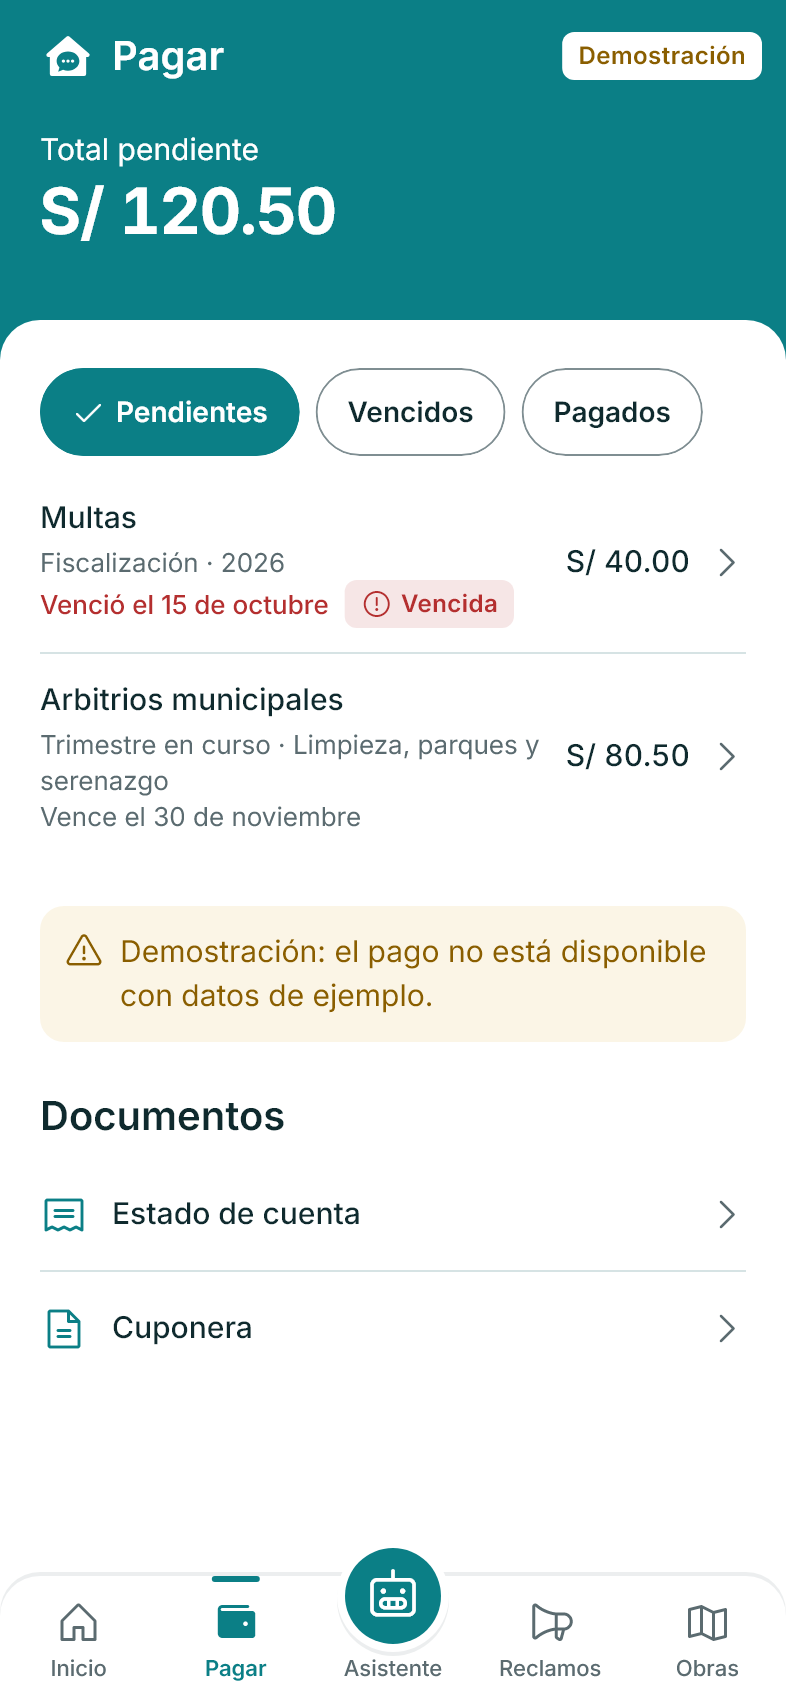 Pagar
Demostración
Total pendiente
S/ 120.50
Pendientes
Vencidos
Pagados
Multas
Fiscalización · 2026
S/ 40.00
Venció el 15 de octubre
Vencida
Arbitrios municipales
Trimestre en curso · Limpieza, parques y
serenazgo
S/ 80.50
Vence el 30 de noviembre
Demostración: el pago no está disponible
con datos de ejemplo.
Documentos
Estado de cuenta
Cuponera
Inicio
Pagar
Asistente
Reclamos
Obras